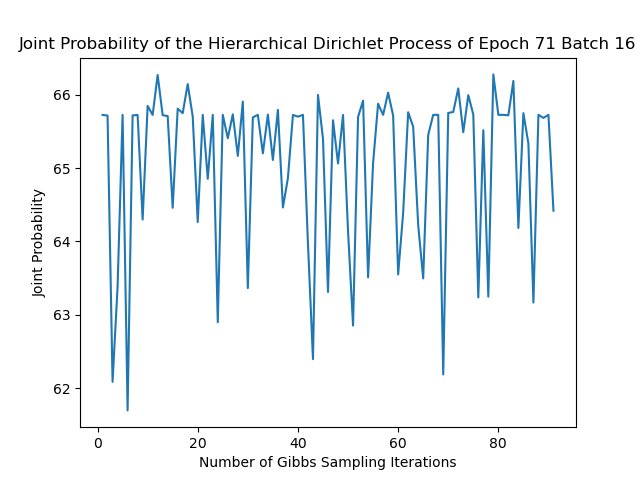 Joint Probability of the Hierarchical Dirichlet Process of Epoch 71 Batch 16
66
65
64
63
62
Joint Probability
0 20 40 60 80
Number of Gibbs Sampling Iterations